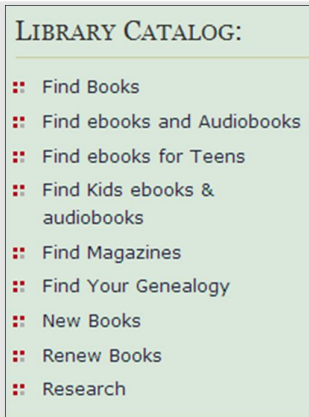 LIBRARY CATALOG:
Find Books
Find ebooks and Audiobooks
Find ebooks for Teens
Find Kids ebooks &
audiobooks
Find Magazines
Find Your Genealogy
New Books
Renew Books
Research